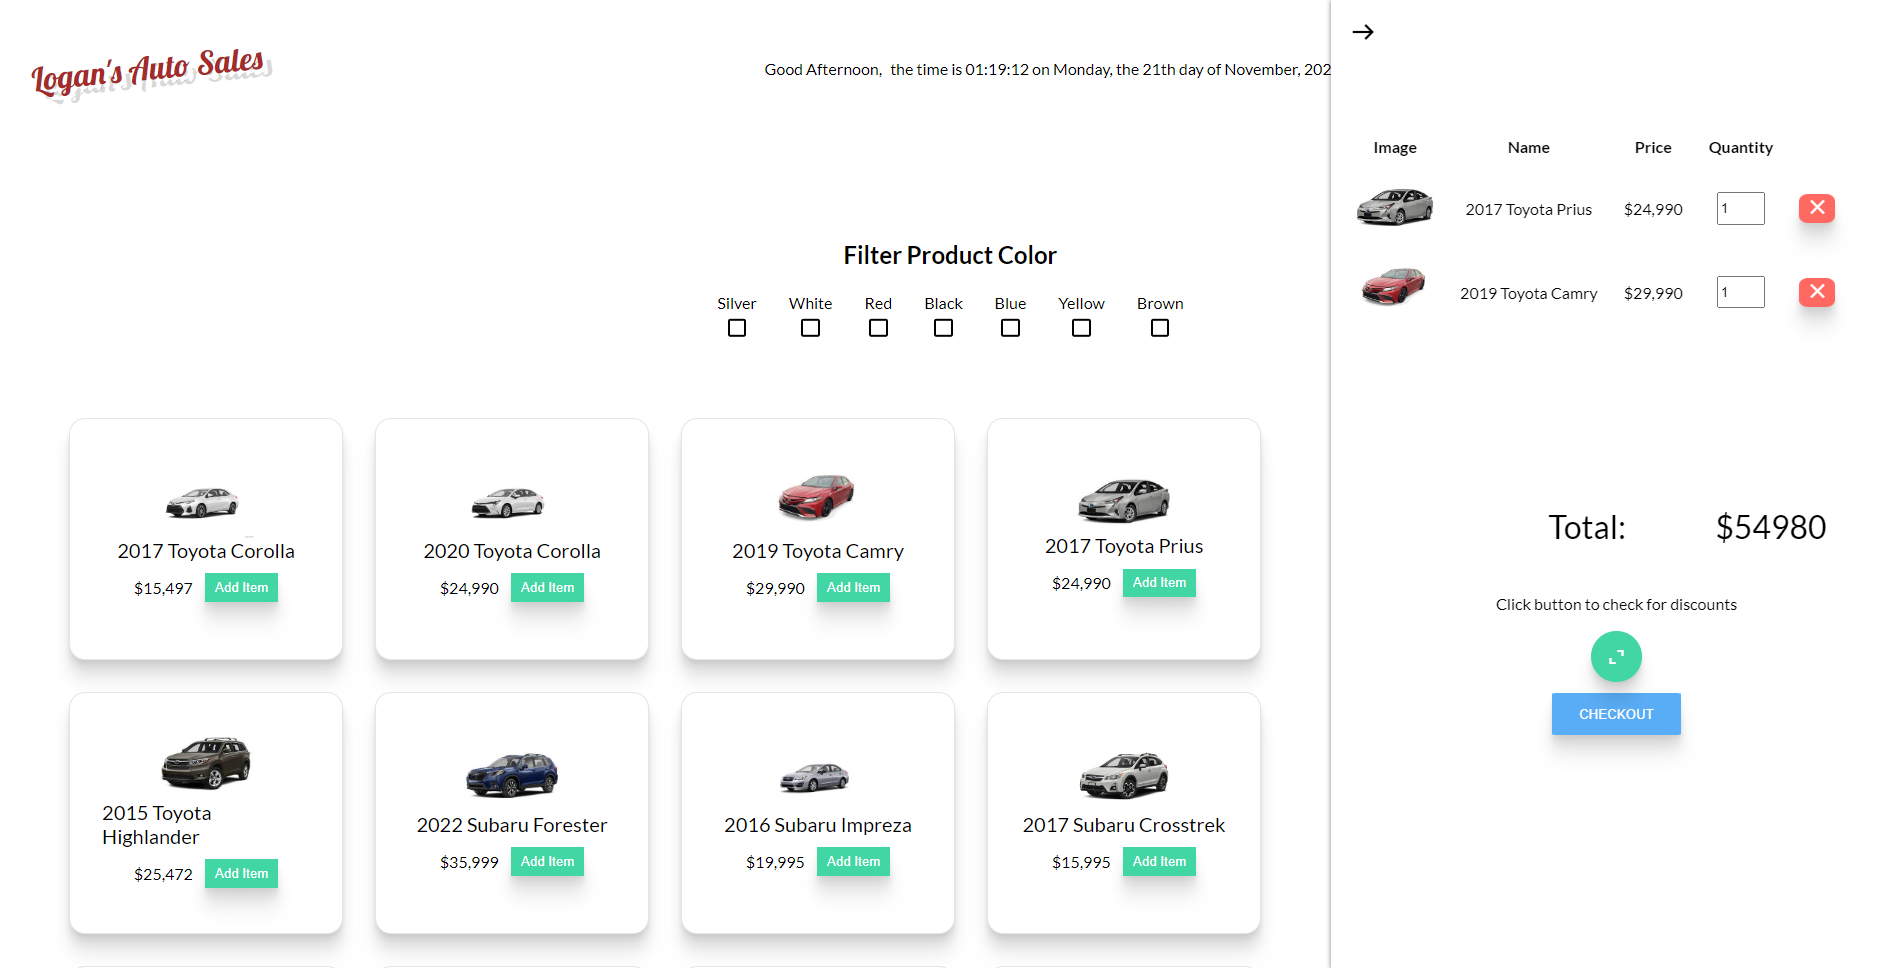 Logan's Auto Sales
Good Afternoon, the time is 01:19:12 on Monday, the 21th day of November, 202
Filter Product Color
Silver White Red Black Blue Yellow Brown
2017 Toyota Corolla
$15,497 Add Item
2020 Toyota Corolla
$24,990 Add Item
2019 Toyota Camry
$29,990 Add Item
2017 Toyota Prius
$24,990 Add Item
2015 Toyota
Highlander
$25,472 Add Item
2022 Subaru Forester
$35,999 Add Item
2016 Subaru Impreza
$19,995 Add Item
2017 Subaru Crosstrek
$15,995 Add Item
Image Name Price Quantity
2017 Toyota Prius $24,990 1
2019 Toyota Camry $29,990 1
Total: $54980
Click button to check for discounts
CHECKOUT